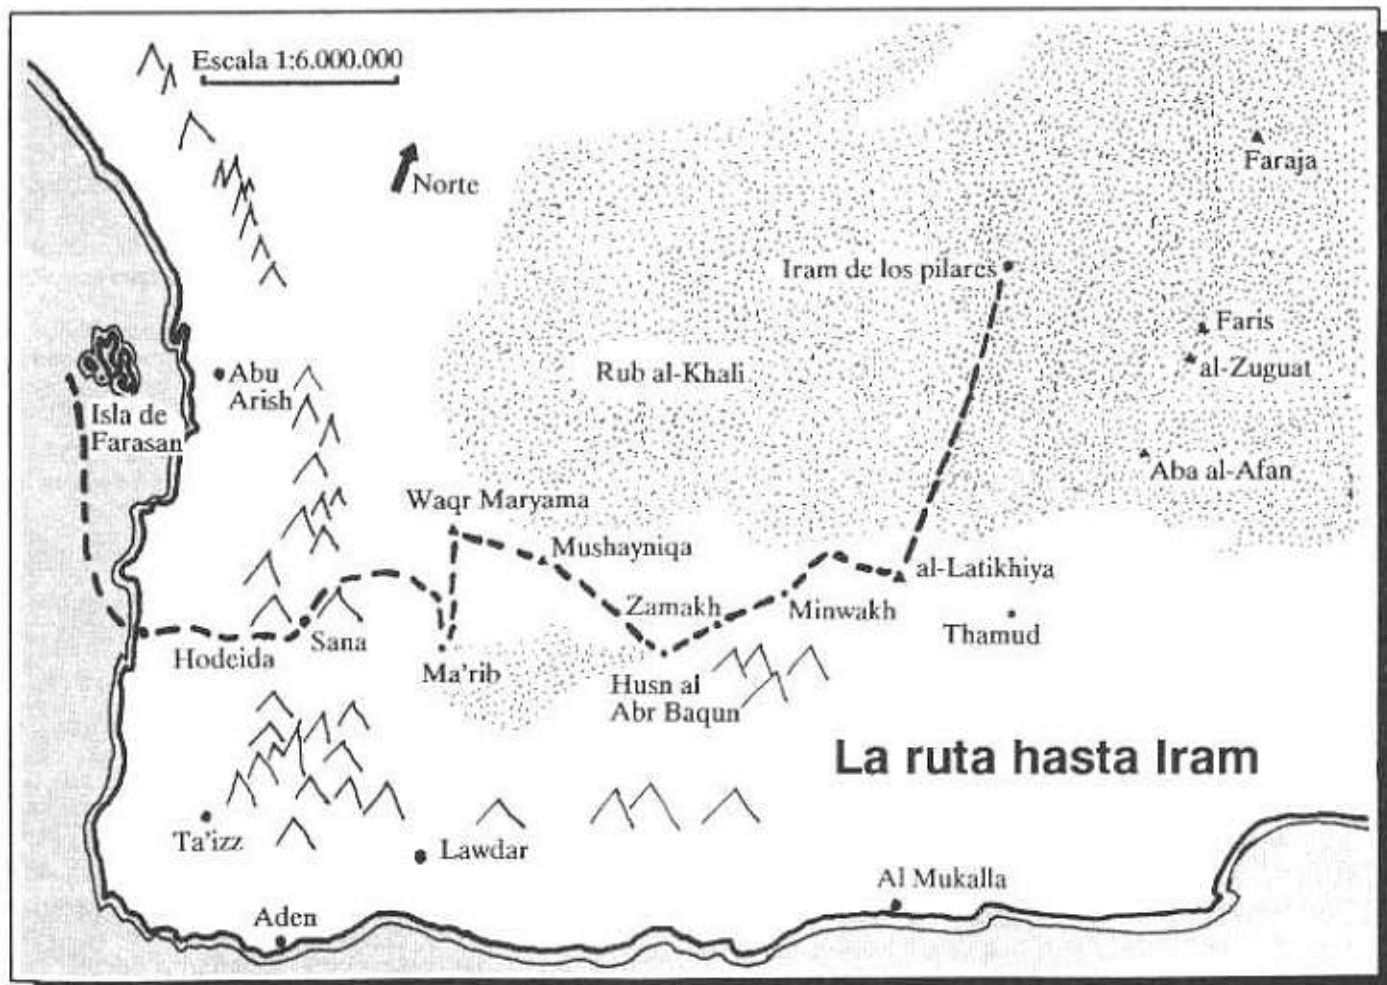 Escala 1:6.000.000
Norte
Faraja
Iram de los pilares
Faris
al-Zuguat
Rub al-Khali
Abu
Arish
Isla de
Farasan
Aba al-Afan
Waqr Maryama
Mushayniqa
al-Latikhiya
Zamakh
Minwakh
Thamud
Hodeida
Sana
Ma'rib
Husn al
Abr Baqun
La ruta hasta Iram
Ta'izz
Lawdar
Al Mukalla
Aden